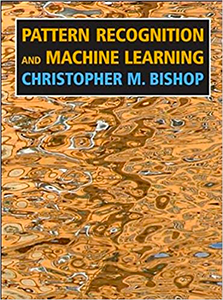 PATTERN RECOGNITION
AND MACHINE LEARNING
CHRISTOPHER M. BISHOP